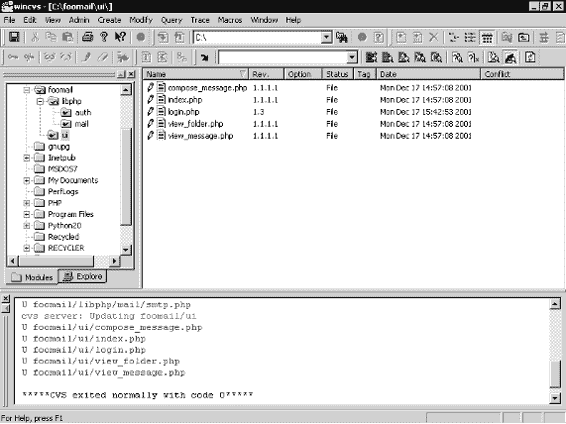 wincvs - [C:\foomail\ui\]
File Edit View Admin Create Modify Query Trace Macros Window Help
C:\
Name Rev. Option Status Tag Date Conflict
compose_message.php 1.1.1.1 File Mon Dec 17 14:57:08 2001
index.php 1.1.1.1 File Mon Dec 17 14:57:08 2001
login.php 1.3 File Mon Dec 17 15:42:53 2001
view_folder.php 1.1.1.1 File Mon Dec 17 14:57:08 2001
view_message.php 1.1.1.1 File Mon Dec 17 14:57:08 2001
foomail
libphp
auth
mail
ui
gnupg
Inetpub
MSDOS7
My Documents
PerfLogs
PHP
Program Files
Python20
Recycled
RECYCLER
Modules Explore
U foomail/libphp/mail/smtp.php
cvs server: Updating foomail/ui
U foomail/ui/compose_message.php
U foomail/ui/index.php
U foomail/ui/login.php
U foomail/ui/view_folder.php
U foomail/ui/view_message.php
*****CVS exited normally with code 0*****
For Help, press F1